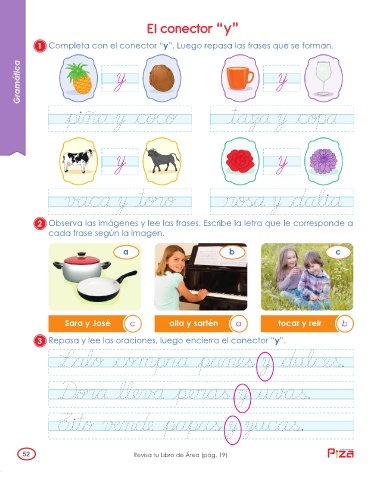 El conector “y”
Gramática
1 Completa con el conector “y”. Luego repasa las frases que se forman.
y y
piña y coco taza y copa
y y
vaca y toro rosa y dalia
2 Observa las imágenes y lee las frases. Escribe la letra que le corresponde a
cada frase según la imagen.
a b c
Sara y José c olla y sartén a tocar y reír b
3 Repasa y lee las oraciones, luego encierra el conector “y”.
Lalo compra panes y dulces.
Dora lleva peras y uvas.
Tito vende papas y yucas.
52 Revisa tu Libro de Área (pág. 19) Piza